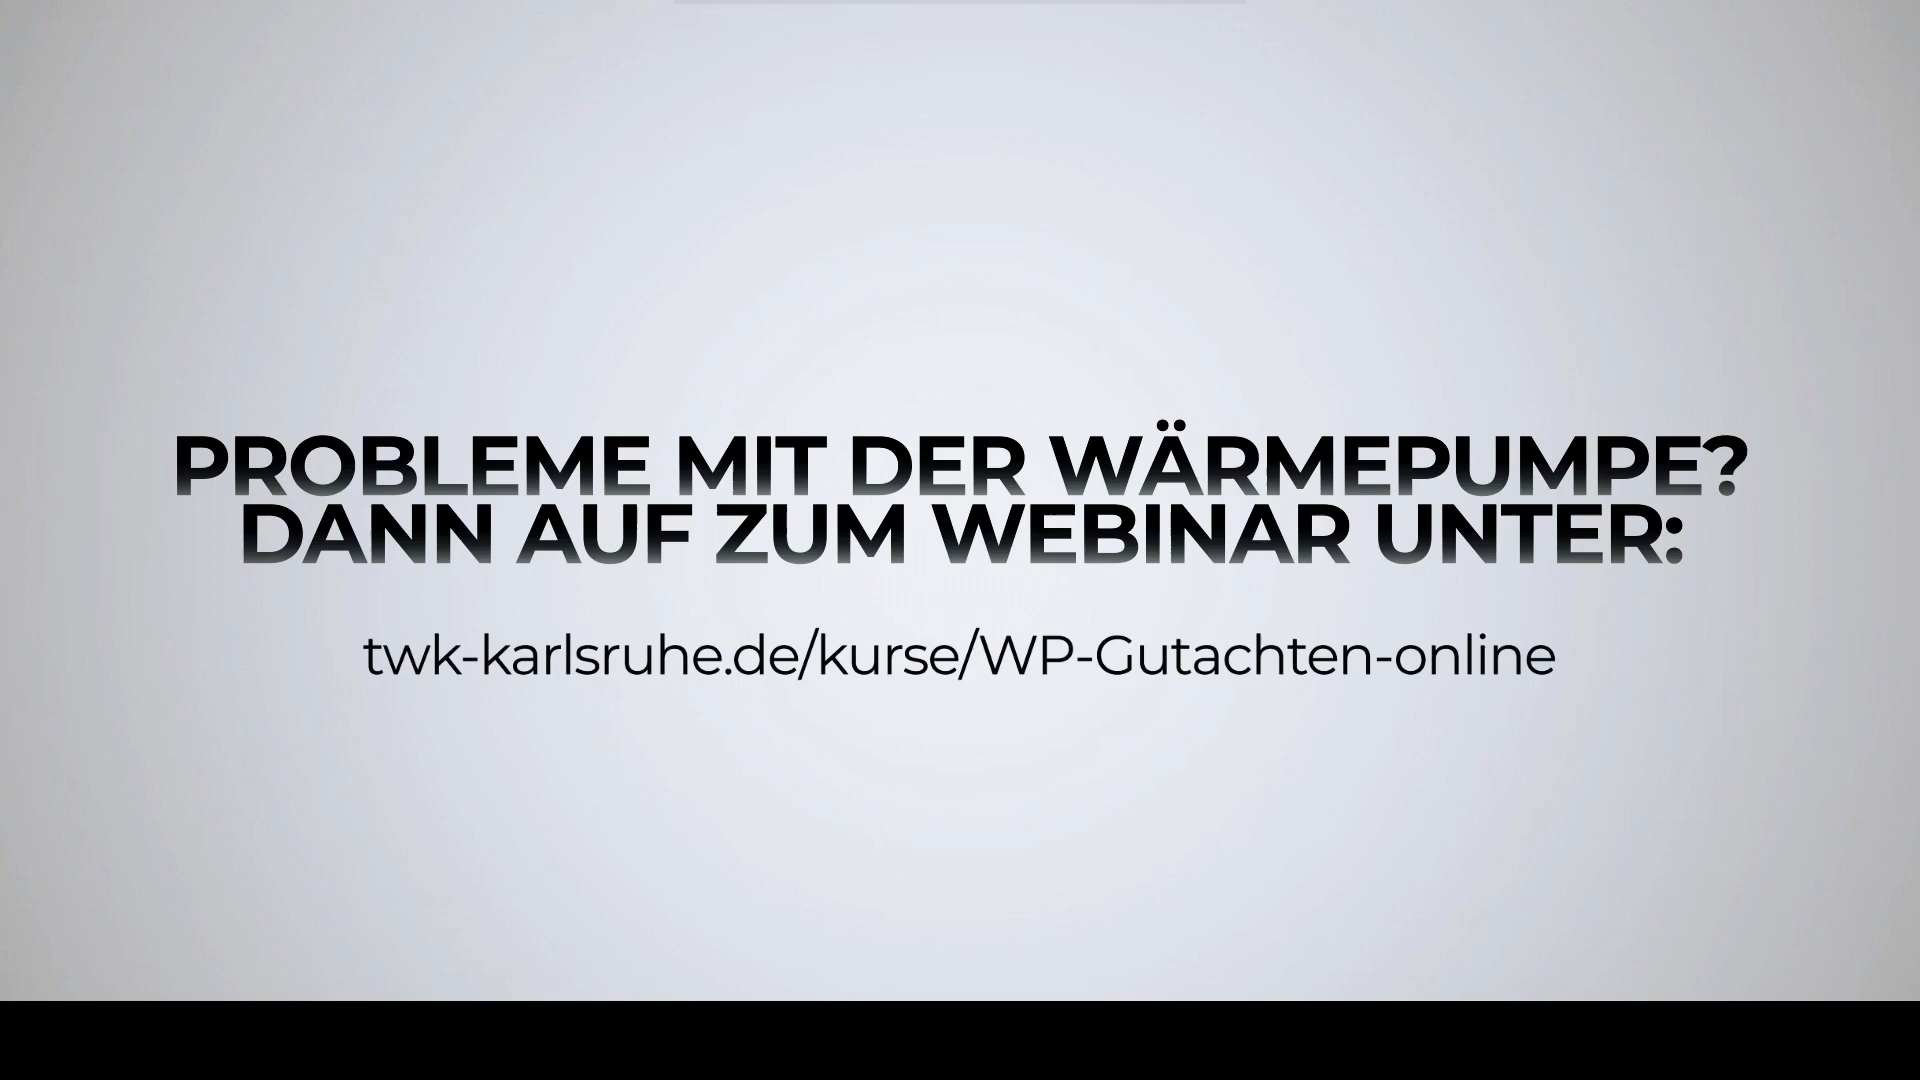 PROBLEME MIT DER WÄRMEPUMPE?
DANN AUF ZUM WEBINAR UNTER:
twk-karlsruhe.de/kurse/WP-Gutachten-online